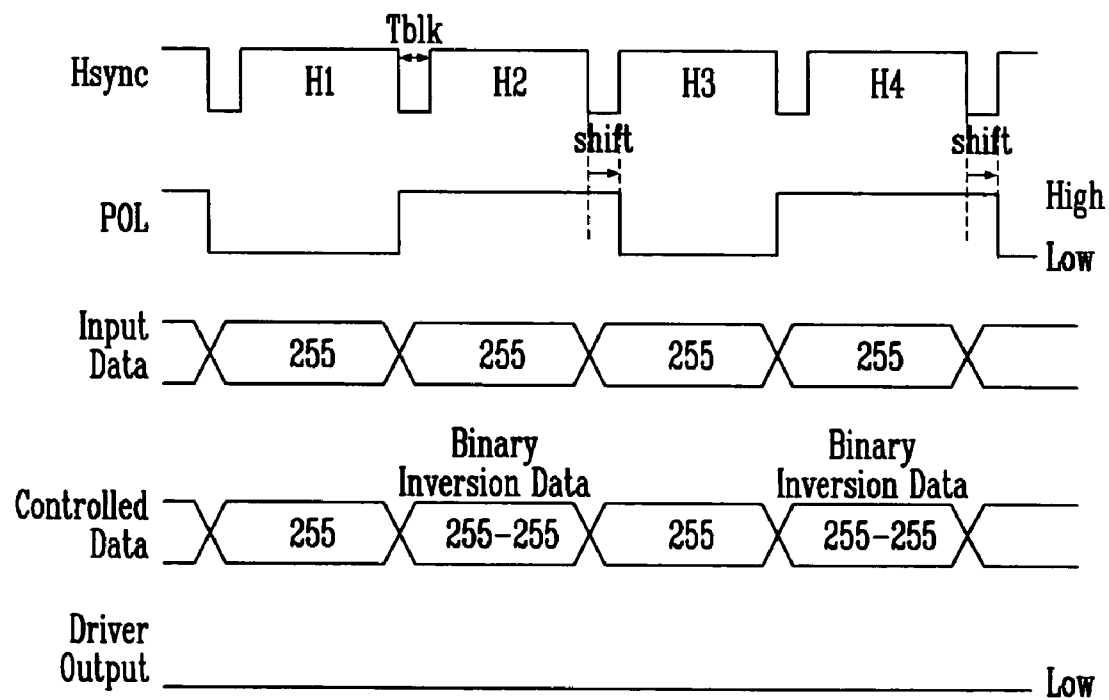 Tblk
Hsync
H1
H2
H3
H4
shift
shift
POL
High
Low
Input
Data
255
255
255
255
Binary
Inversion Data
Binary
Inversion Data
Controlled
Data
255
255-255
255
255-255
Driver
Output
Low